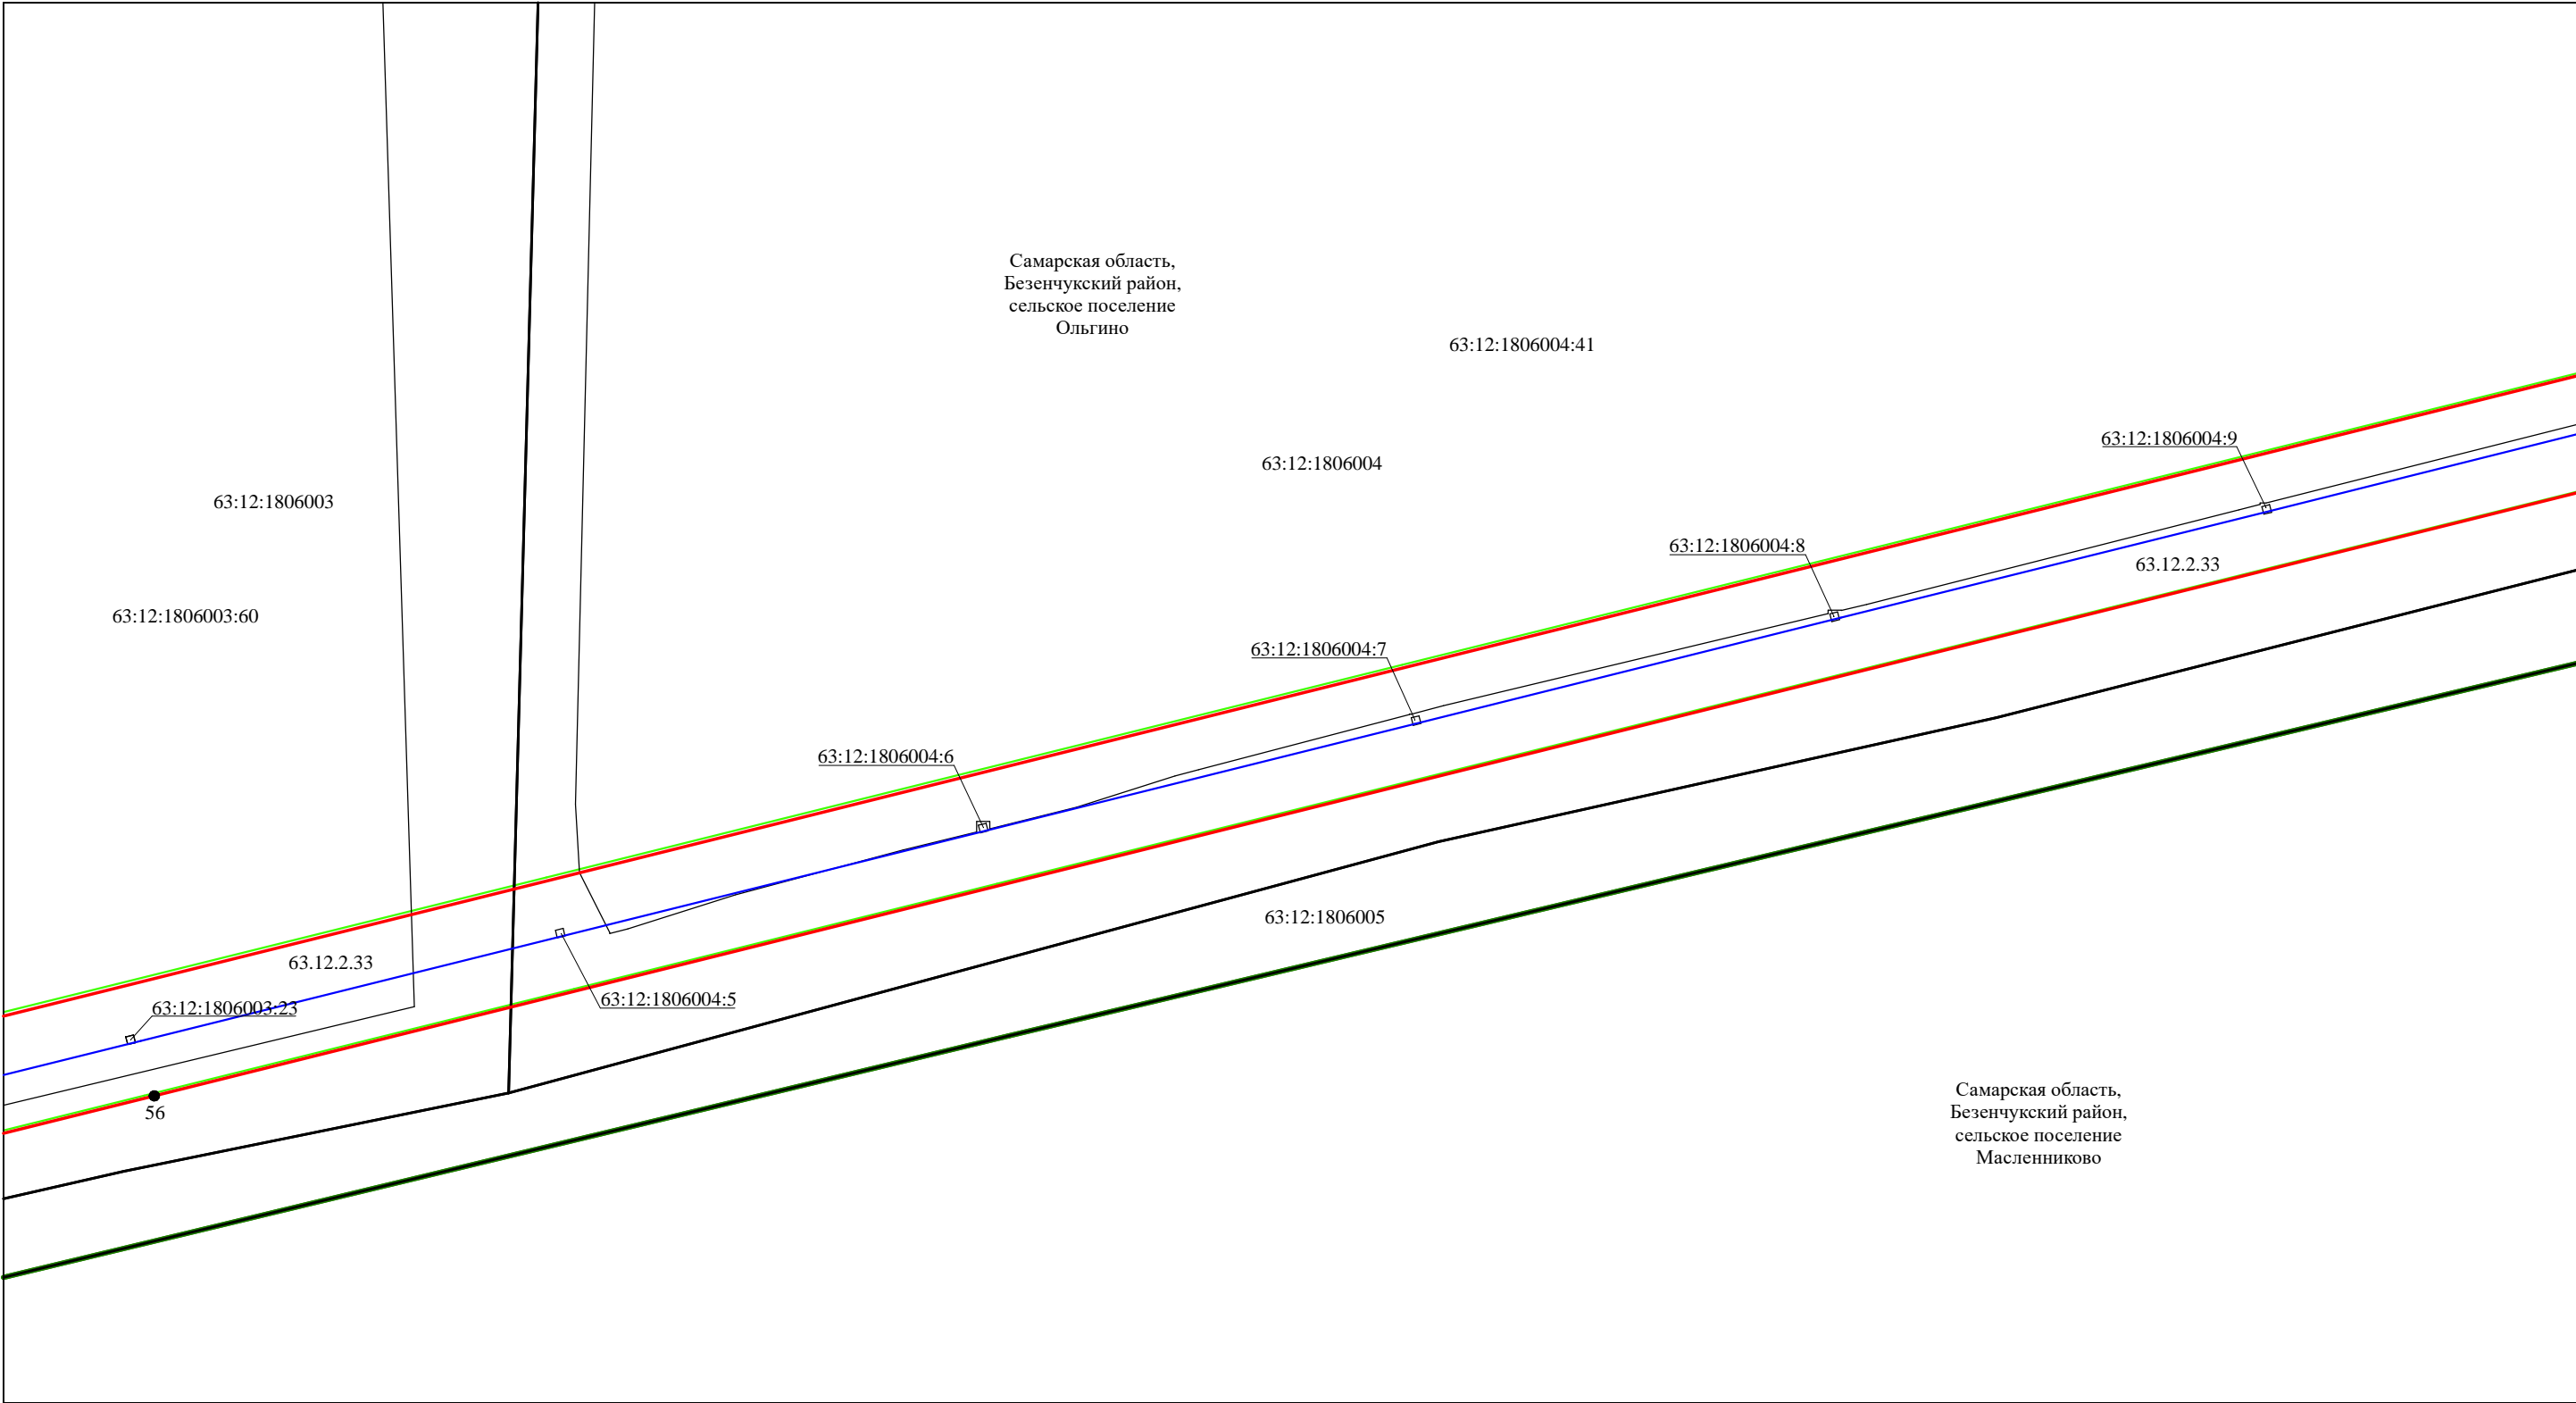 Самарская область,
Безенчукский район,
сельское поселение
Ольгино
63:12:1806004:41
63:12:1806004:9
63:12:1806004
63:12:1806003
63:12:1806004:8
63.12.2.33
63:12:1806003:60
63:12:1806004:7
63:12:1806004:6
63:12:1806005
63.12.2.33
63:12:1806004:5
63:12:1806003:23
56
Самарская область,
Безенчукский район,
сельское поселение
Масленниково